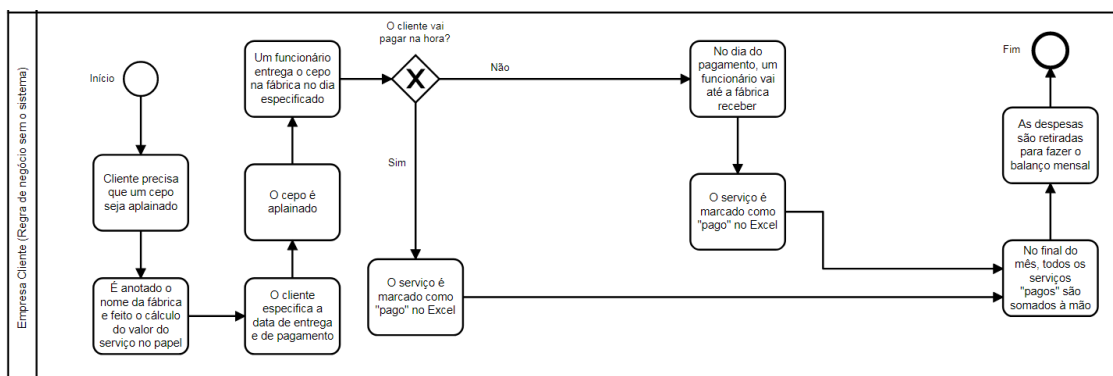 Empresa Cliente (Regra de negócio sem o sistema)
Início
Cliente precisa
que um cepo
seja aplainado
É anotado o
nome da fábrica
e feito o cálculo
do valor do
serviço no papel
O cliente
especifica a
data de entrega
e de pagamento
O cepo é
aplainado
Um funcionário
entrega o cepo
na fábrica no dia
especificado
O cliente vai
pagar na hora?
Não
Sim
O serviço é
marcado como
"pago" no Excel
No dia do
pagamento, um
funcionário vai
até a fábrica
receber
O serviço é
marcado como
"pago" no Excel
No final do
mês, todos os
serviços
"pagos" são
somados à mão
As despesas
são retiradas
para fazer o
balanço mensal
Fim